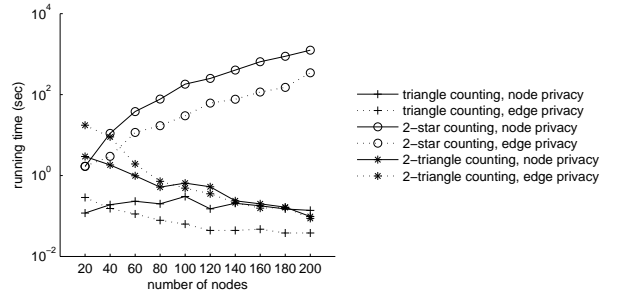 10^4
10^2
10^0
10^−2
running time (sec)
20 40 60 80 100 120 140 160 180 200
number of nodes
triangle counting, node privacy
triangle counting, edge privacy
2−star counting, node privacy
2−star counting, edge privacy
2−triangle counting, node privacy
2−triangle counting, edge privacy